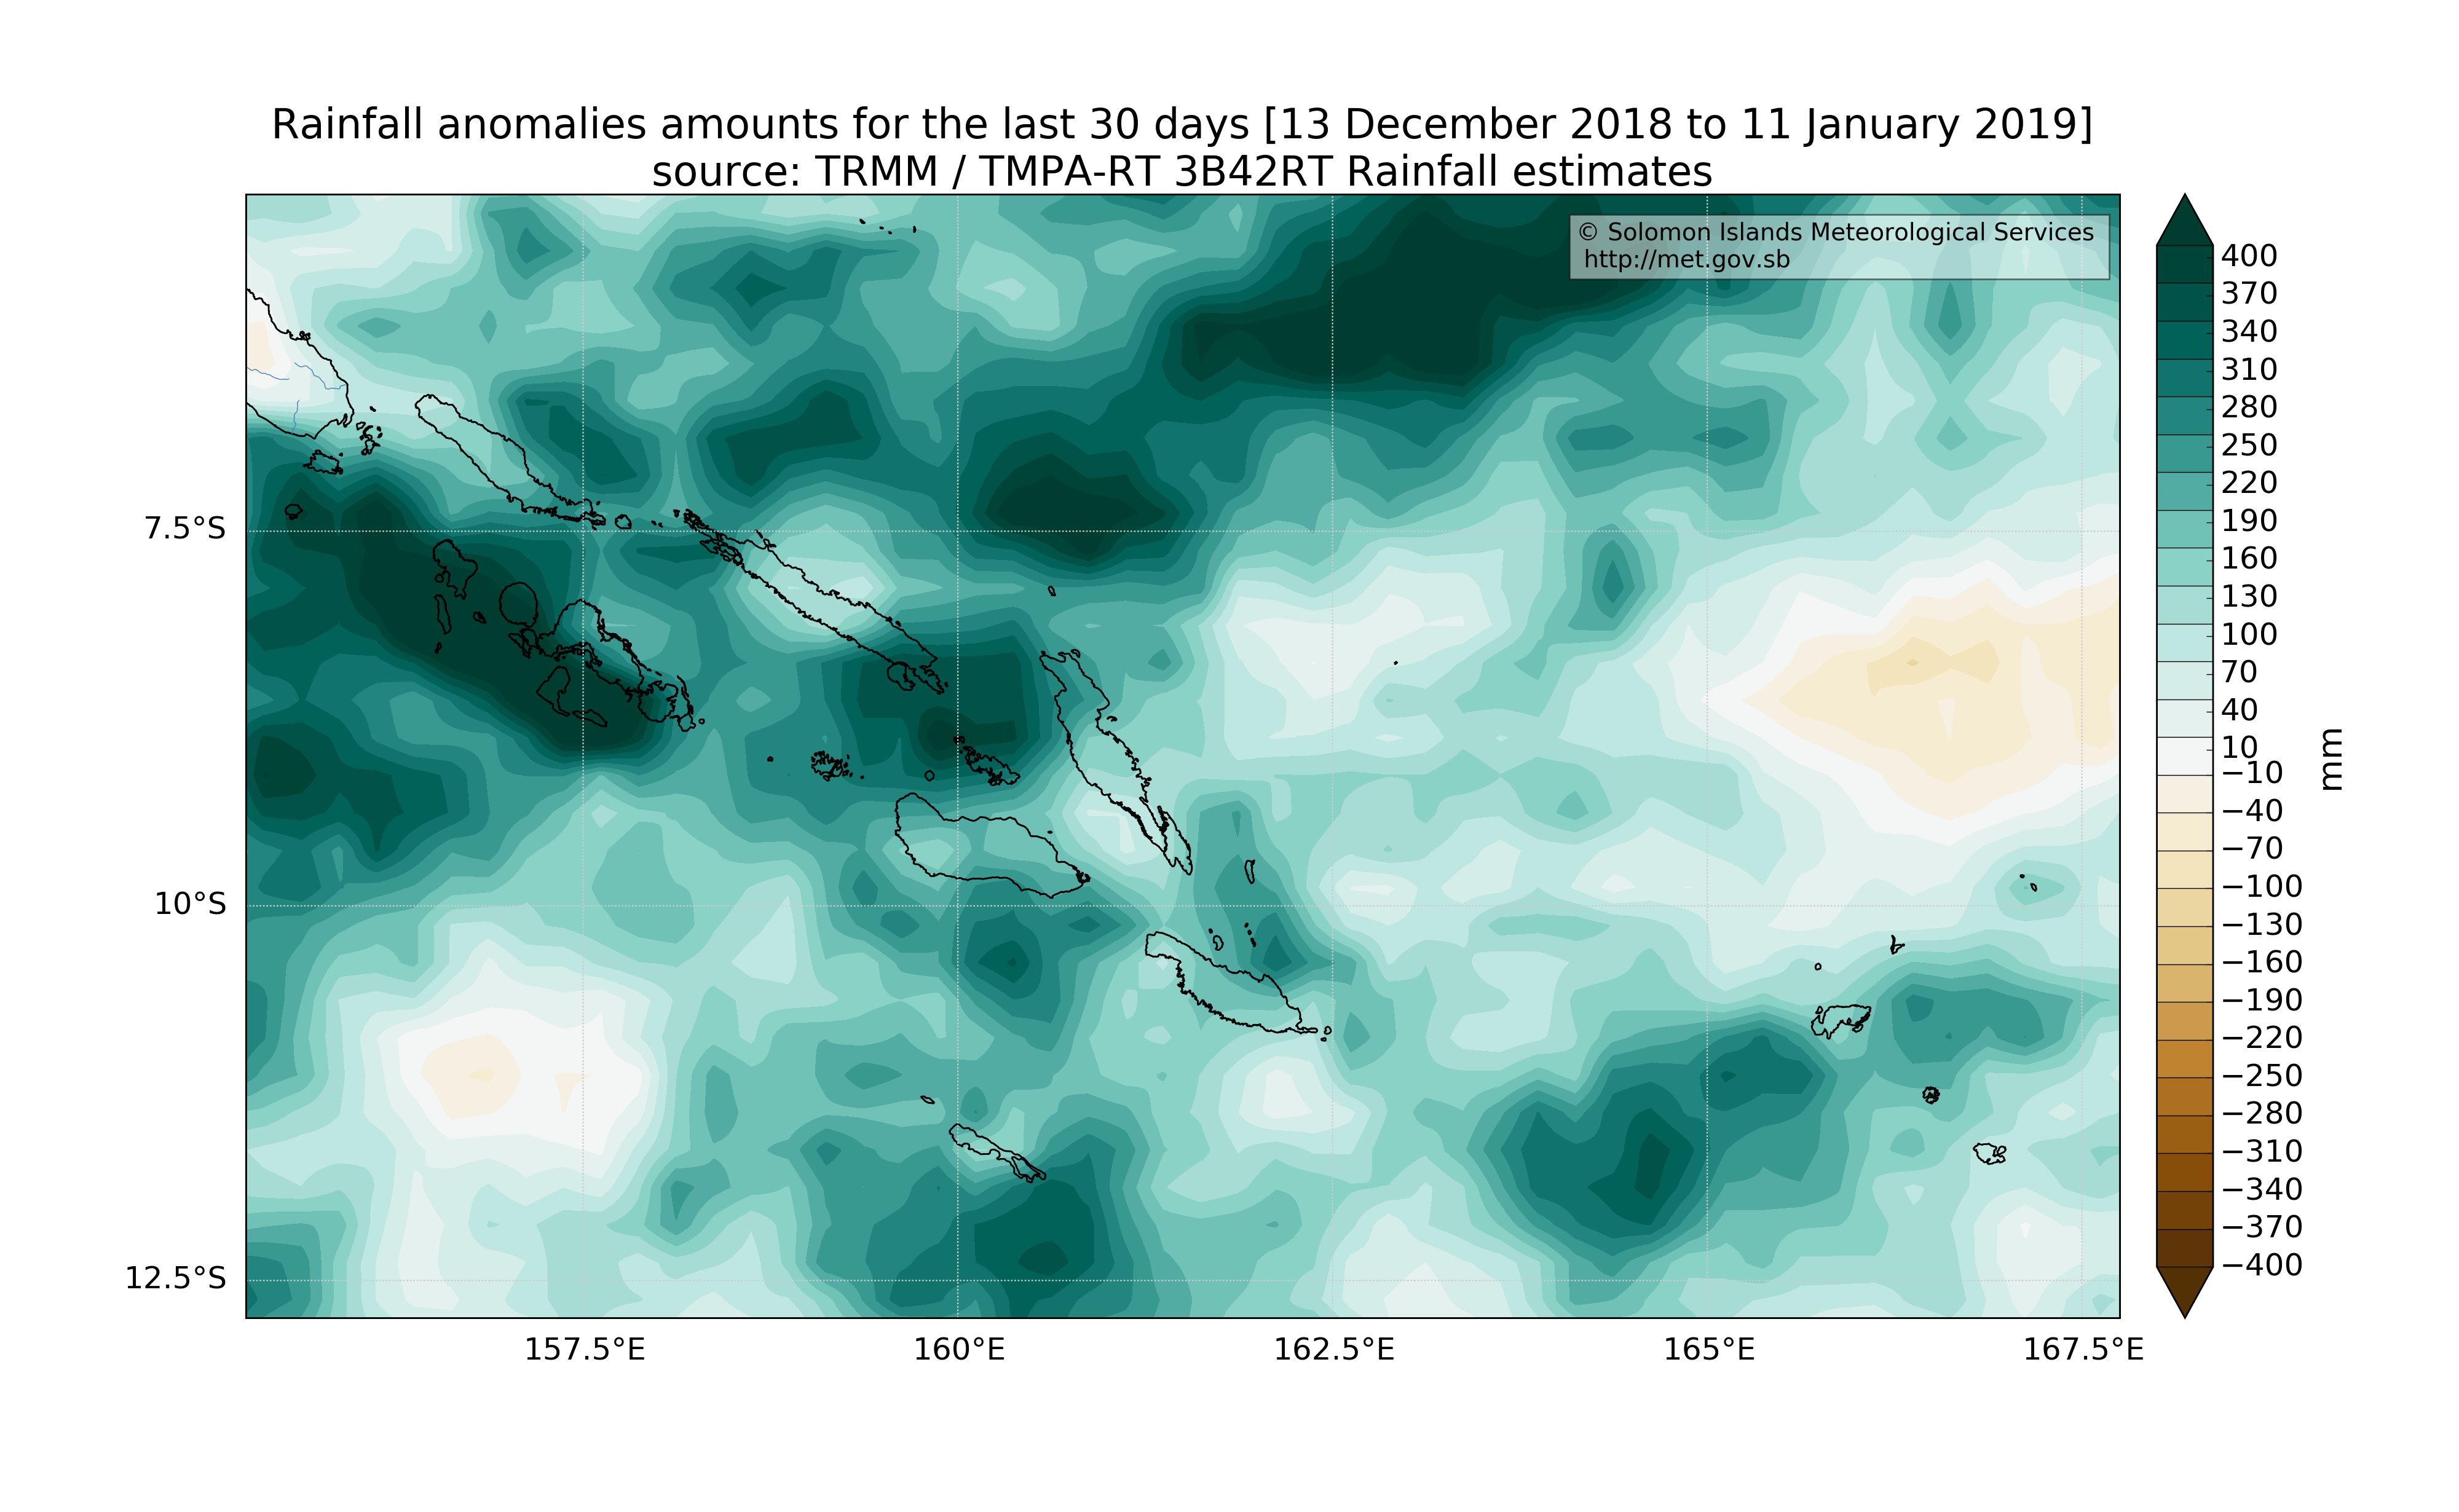 Rainfall anomalies amounts for the last 30 days [13 December 2018 to 11 January 2019]
source: TRMM / TMPA-RT 3B42RT Rainfall estimates
© Solomon Islands Meteorological Services
http://met.gov.sb
7.5°S
10°S
12.5°S
157.5°E
160°E
162.5°E
165°E
167.5°E
400
370
340
310
280
250
220
190
160
130
100
70
40
10
−10
−40
−70
−100
−130
−160
−190
−220
−250
−280
−310
−340
−370
−400
mm